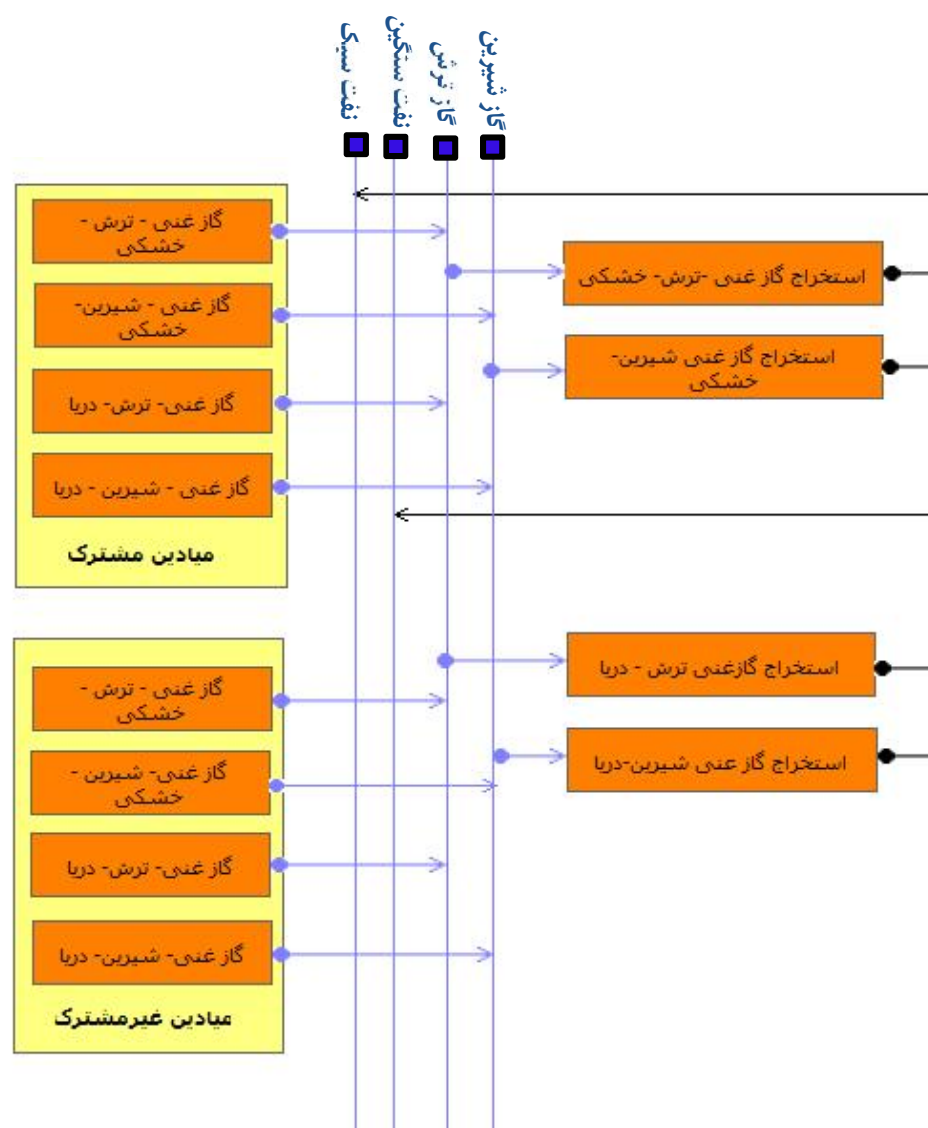 نفت سبک
نفت سنگین
گاز ترش
گاز شیرین
گاز غنی - ترش -
خشکی
گاز غنی - شیرین-
خشکی
گاز غنی- ترش- دریا
گاز غنی - شیرین - دریا
میادین مشترک
استخراج گاز غنی -ترش- خشکی
استخراج گاز غنی شیرین-
خشکی
گاز غنی - ترش -
خشکی
گاز غنی- شیرین -
خشکی
گاز غنی- ترش- دریا
گاز غنی- شیرین- دریا
میادین غیرمشترک
استخراج گازغنی ترش - دریا
استخراج گاز غنی شیرین-دریا